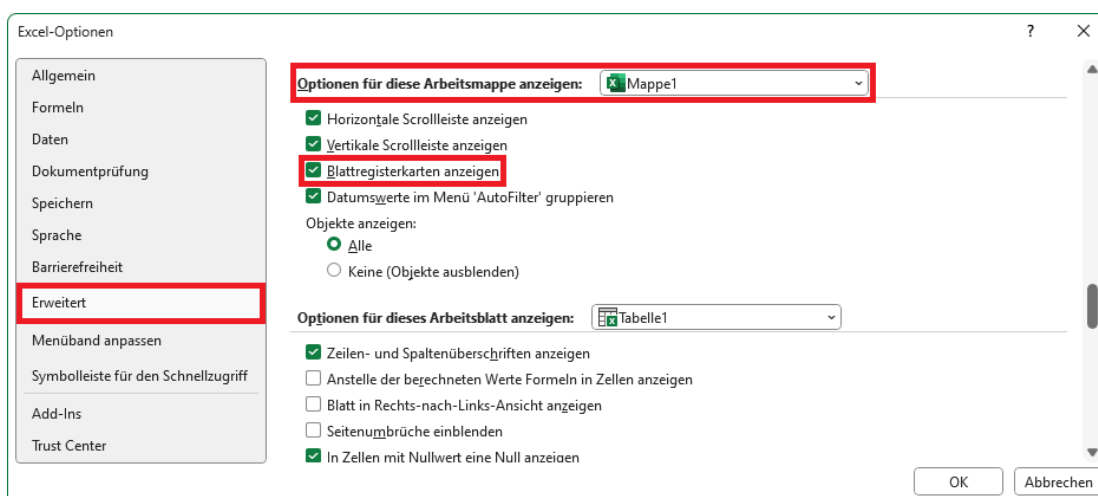 Excel-Optionen
?
Allgemein
Formeln
Daten
Dokumentprüfung
Speichern
Sprache
Barrierefreiheit
Erweitert
Menüband anpassen
Symbolleiste für den Schnellzugriff
Add-Ins
Trust Center
Optionen für diese Arbeitsmappe anzeigen: Mappe1
Horizontale Scrollleiste anzeigen
Vertikale Scrollleiste anzeigen
Blattregisterkarten anzeigen
Datumswerte im Menü 'AutoFilter' gruppieren
Objekte anzeigen:
Alle
Keine (Objekte ausblenden)
Optionen für dieses Arbeitsblatt anzeigen: Tabelle1
Zeilen- und Spaltenüberschriften anzeigen
Anstelle der berechneten Werte Formeln in Zellen anzeigen
Blatt in Rechts-nach-Links-Ansicht anzeigen
Seitenumbrüche einblenden
In Zellen mit Nullwert eine Null anzeigen
OK
Abbrechen